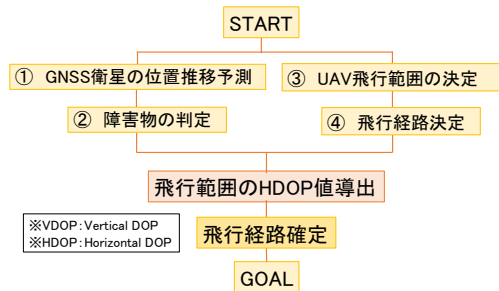 START
① GNSS衛星の位置推移予測
② 障害物の判定
③ UAV飛行範囲の決定
④ 飛行経路決定
飛行範囲のHDOP値導出
※VDOP：Vertical DOP
※HDOP：Horizontal DOP
飛行経路確定
GOAL